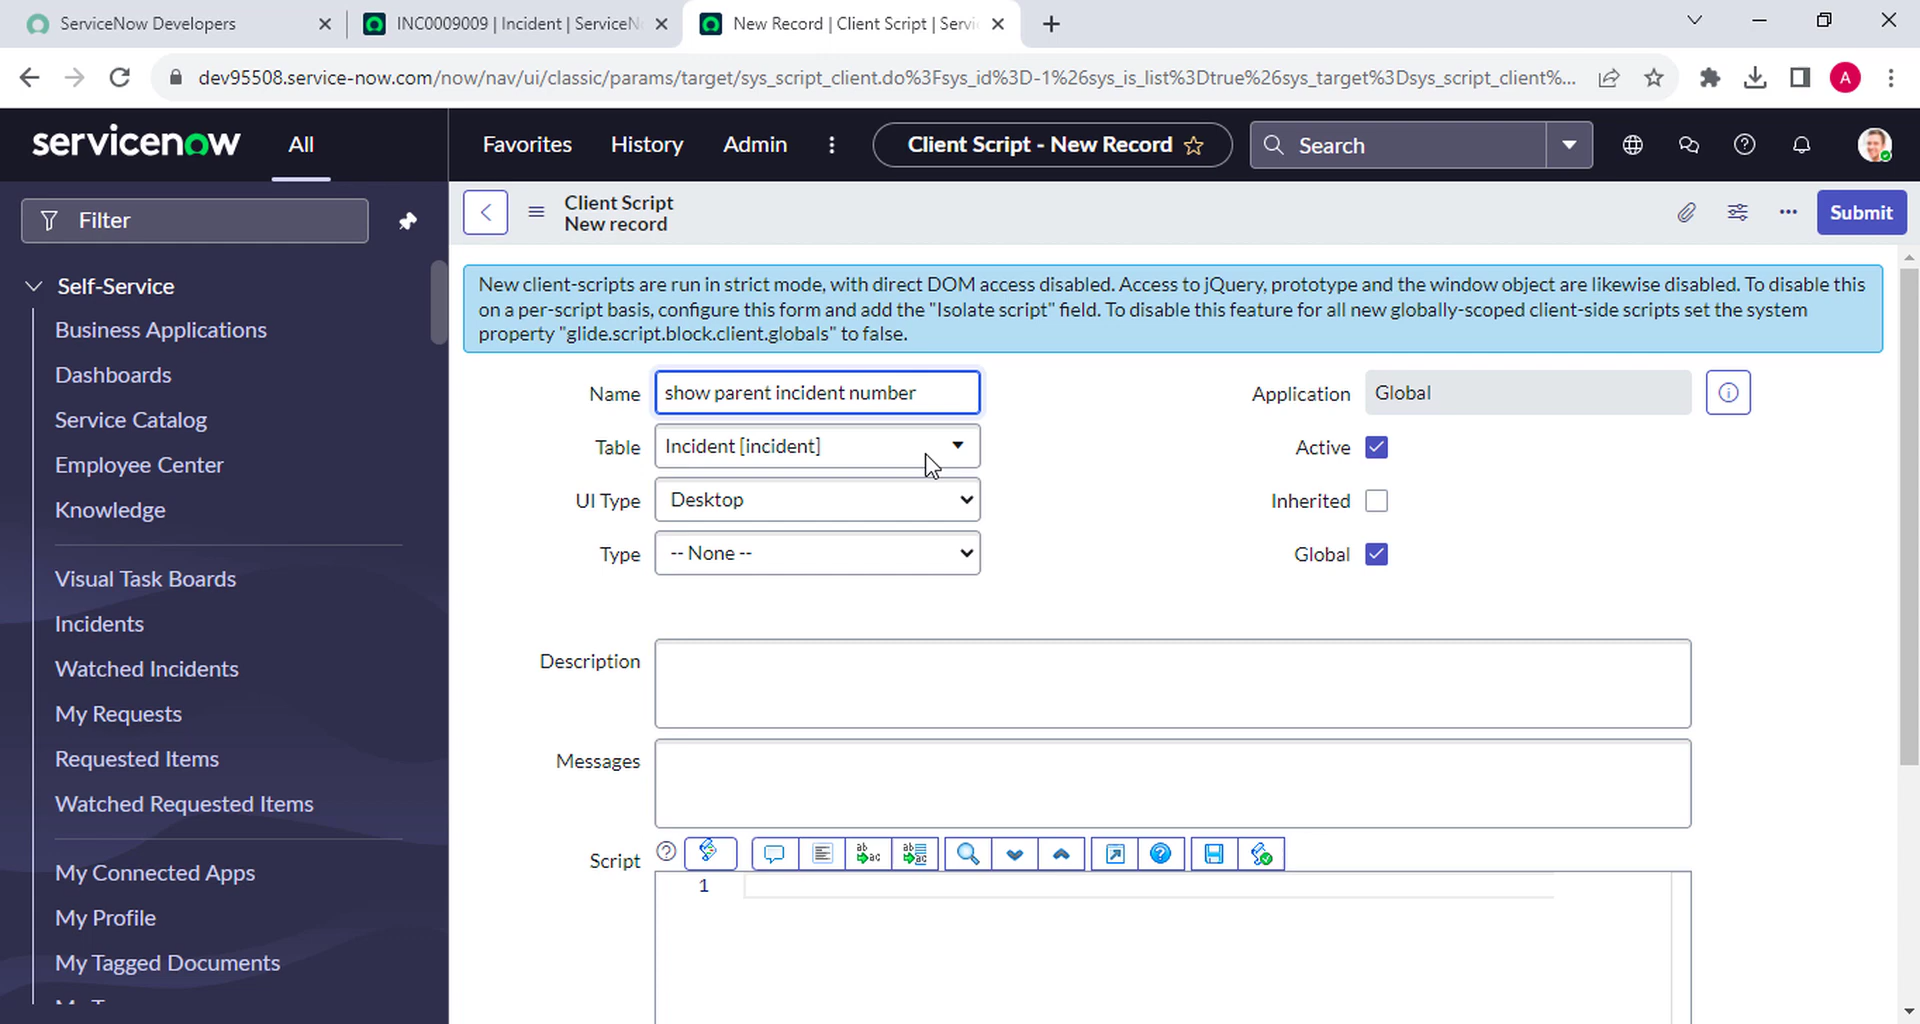 ServiceNow Developers
INC0009009 | Incident | ServiceN
New Record | Client Script | Servi
dev95508.service-now.com/now/nav/ui/classic/params/target/sys_script_client.do%3Fsys_id%3D-1%26sys_is_list%3Dtrue%26sys_target%3Dsys_script_client%...
A
servicenow
All
Favorites
History
Admin
Client Script - New Record
Search
Filter
Client Script
New record
Submit
Self-Service
Business Applications
Dashboards
Service Catalog
Employee Center
Knowledge
Visual Task Boards
Incidents
Watched Incidents
My Requests
Requested Items
Watched Requested Items
My Connected Apps
My Profile
My Tagged Documents
New client-scripts are run in strict mode, with direct DOM access disabled. Access to jQuery, prototype and the window object are likewise disabled. To disable this
on a per-script basis, configure this form and add the "Isolate script" field. To disable this feature for all new globally-scoped client-side scripts set the system
property "glide.script.block.client.globals" to false.
Name show parent incident number
Application Global
Table Incident [incident]
Active
UI Type Desktop
Inherited
Type -- None --
Global
Description
Messages
Script
1